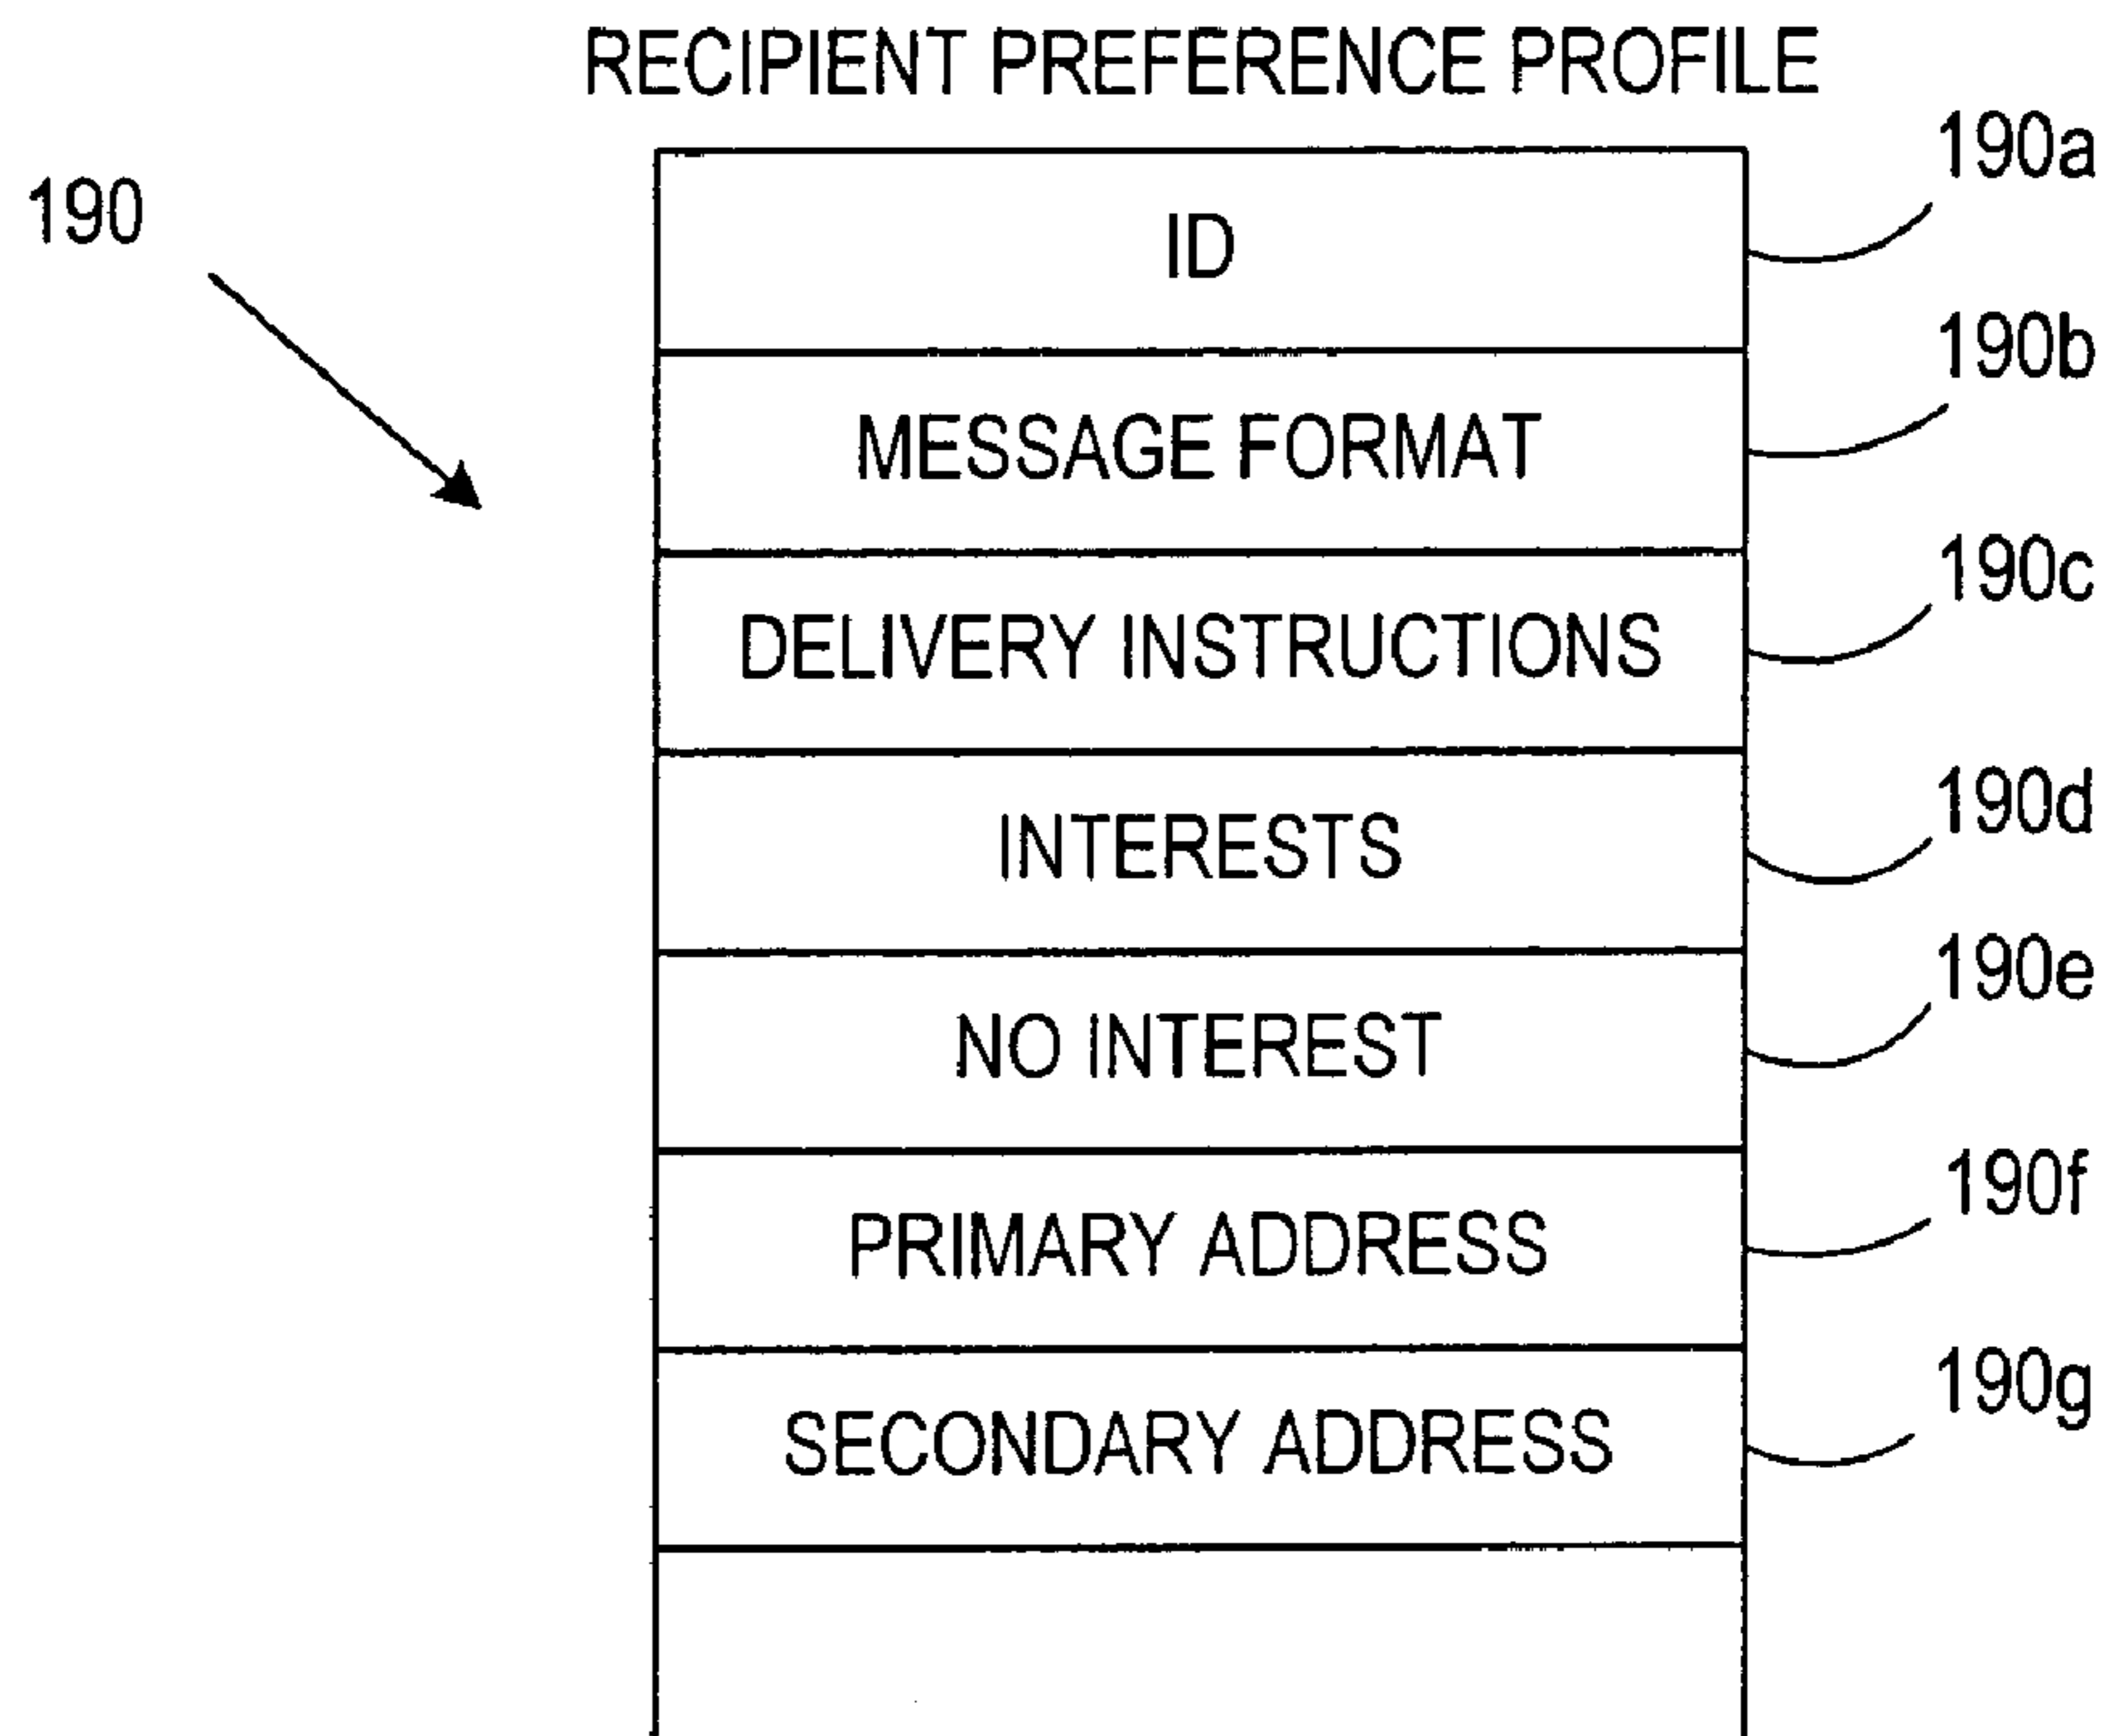 RECIPIENT PREFERENCE PROFILE
190
190a
ID
190b
MESSAGE FORMAT
190c
DELIVERY INSTRUCTIONS
190d
INTERESTS
190e
NO INTEREST
190f
PRIMARY ADDRESS
190g
SECONDARY ADDRESS